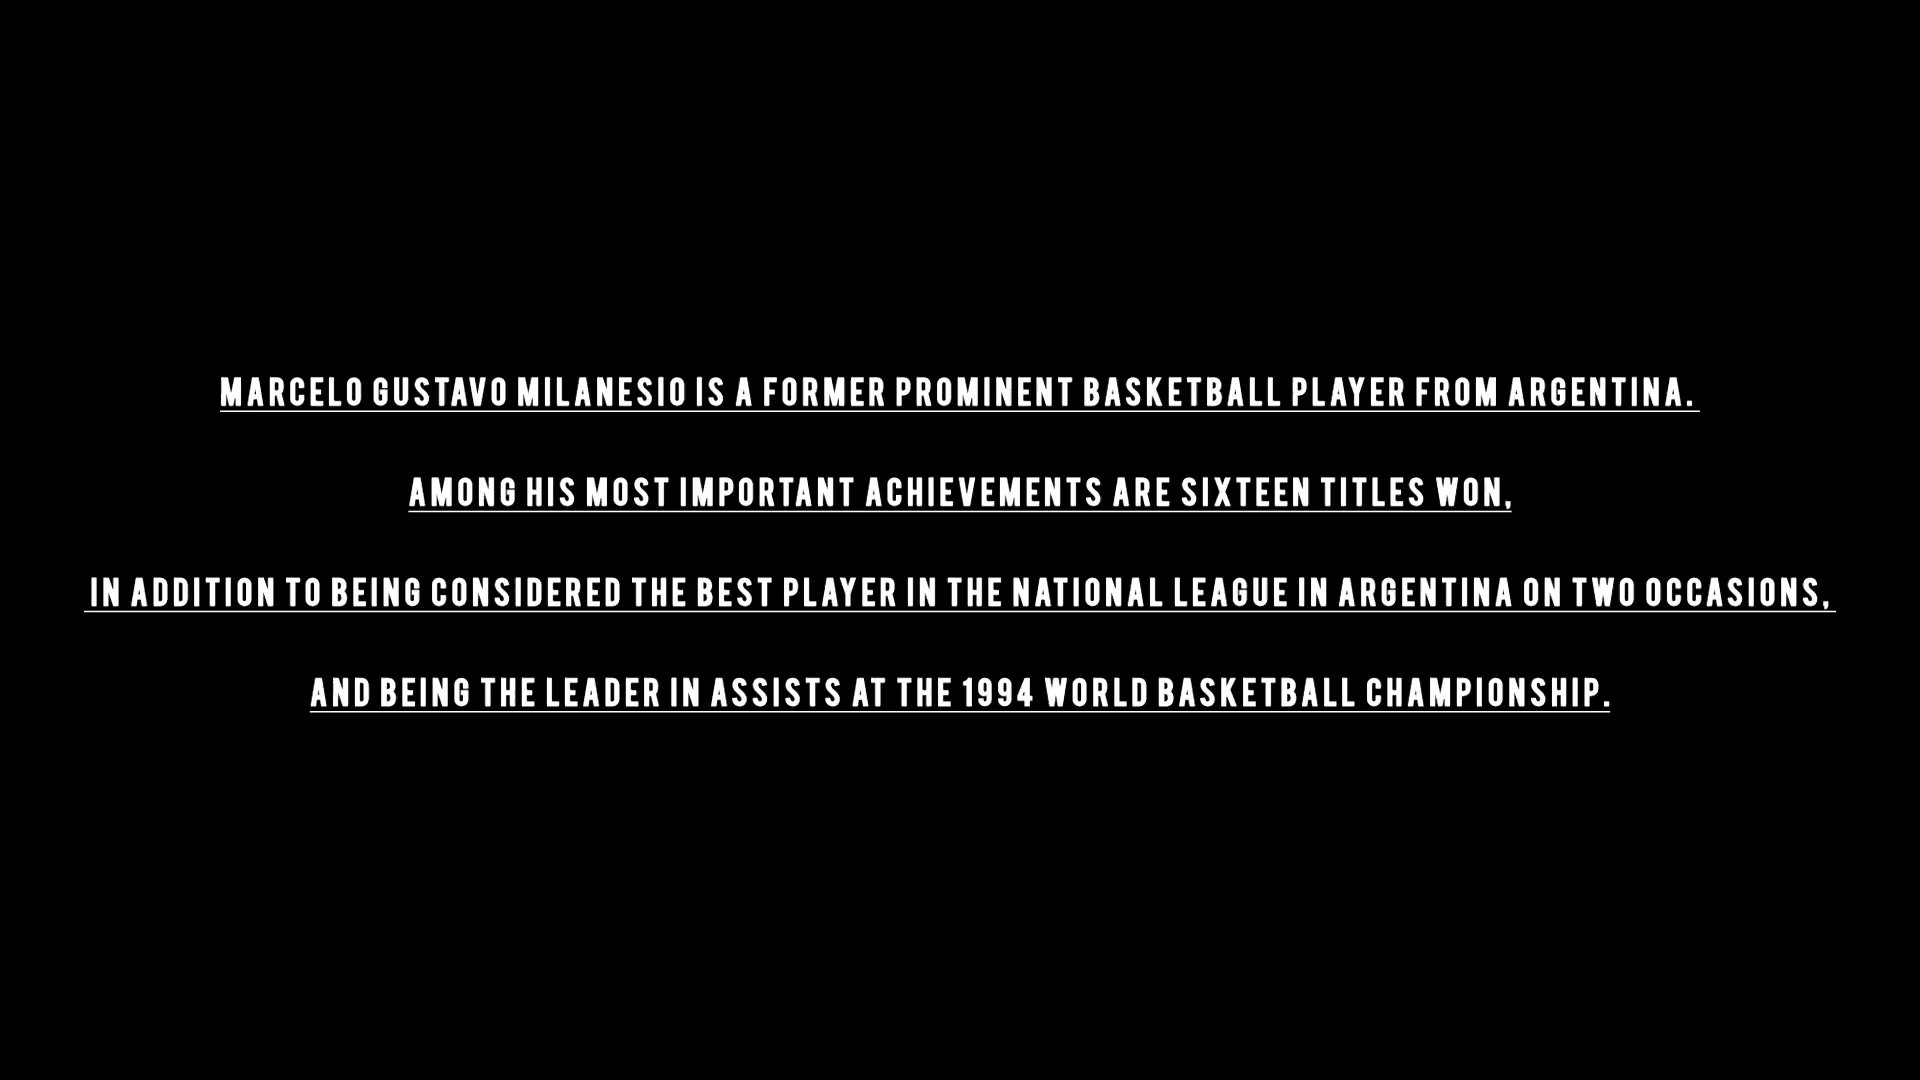 MARCELO GUSTAVO MILANESIO IS A FORMER PROMINENT BASKETBALL PLAYER FROM ARGENTINA.
AMONG HIS MOST IMPORTANT ACHIEVEMENTS ARE SIXTEEN TITLES WON,
IN ADDITION TO BEING CONSIDERED THE BEST PLAYER IN THE NATIONAL LEAGUE IN ARGENTINA ON TWO OCCASIONS,
AND BEING THE LEADER IN ASSISTS AT THE 1994 WORLD BASKETBALL CHAMPIONSHIP.